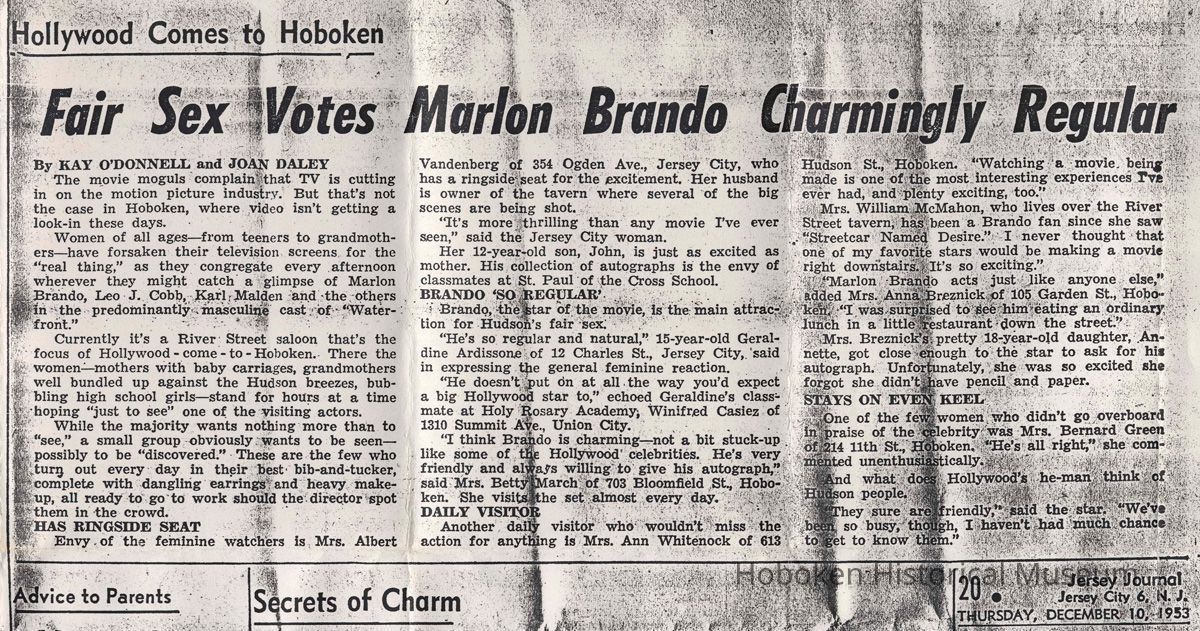 Hollywood Comes to Hoboken
Fair Sex Votes Marlon Brando Charmingly Regular
By KAY O'DONNELL and JOAN DALEY
The movie moguls complain that TV is cutting
in on the motion picture industry. But that's not
the case in Hoboken, where video isn't getting a
look-in these days.
Women of all ages—from teeners to grandmoth-
ers—have forsaken their television screens for the
"real thing," as they congregate every afternoon
wherever they might catch a glimpse of Marlon
Brando, Leo J. Cobb, Karl Malden and the others
in the predominantly masculine cast of "Water-
front."
Currently it's a River Street saloon that's the
focus of Hollywood-come-to-Hoboken. There the
women—mothers with baby carriages, grandmothers
well bundled up against the Hudson breezes, bub-
bling high school girls—stand for hours at a time
hoping "just to see" one of the visiting actors.
While the majority wants nothing more than to
"see," a small group obviously wants to be seen—
possibly to be "discovered." These are the few who
turn out every day in their best bib-and-tucker,
complete with dangling earrings and heavy make-
up, all ready to go to work should the director spot
them in the crowd.
HAS RINGSIDE SEAT
Envy of the feminine watchers is Mrs. Albert
Vandenberg of 354 Ogden Ave., Jersey City, who
has a ringside seat for the excitement. Her husband
is owner of the tavern where several of the big
scenes are being shot.
"It's more thrilling than any movie I've ever
seen," said the Jersey City woman.
Her 12-year-old son, John, is just as excited as
mother. His collection of autographs is the envy of
classmates at St. Paul of the Cross School.
BRANDO 'SO REGULAR'
Brando, the star of the movie, is the main attrac-
tion for Hudson's fair sex.
"He's so regular and natural," 15-year-old Geral-
dine Ardissone of 12 Charles St., Jersey City, said
in expressing the general feminine reaction.
"He doesn't put on at all the way you'd expect
a big Hollywood star to," echoed Geraldine's class-
mate at Holy Rosary Academy, Winifred Casiez of
1310 Summit Ave., Union City.
"I think Brando is charming—not a bit stuck-up
like some of the Hollywood celebrities. He's very
friendly and always willing to give his autograph,"
said Mrs. Betty March of 703 Bloomfield St., Hobo-
ken. She visits the set almost every day.
DAILY VISITOR
Another daily visitor who wouldn't miss the
action for anything is Mrs. Ann Whitenock of 613
Hudson St., Hoboken. "Watching a movie being
made is one of the most interesting experiences I've
ever had, and plenty exciting, too."
Mrs. William McMahon, who lives over the River
Street tavern, has been a Brando fan since she saw
"Streetcar Named Desire." I never thought that
one of my favorite stars would be making a movie
right downstairs. It's so exciting."
"Marlon Brando acts just like anyone else,"
added Mrs. Anna Breznick of 105 Garden St., Hobo-
ken. "I was surprised to see him eating an ordinary
lunch in a little restaurant down the street."
Mrs. Breznick's pretty 18-year-old daughter, An-
nette, got close enough to the star to ask for his
autograph. Unfortunately, she was so excited she
forgot she didn't have pencil and paper.
STAYS ON EVEN KEEL
One of the few women who didn't go overboard
in praise of the celebrity was Mrs. Bernard Green
of 214 11th St., Hoboken. "He's all right," she com-
mented unenthusiastically.
And what does Hollywood's he-man think of
Hudson people.
"They sure are friendly," said the star. "We've
been so busy, though, I haven't had much chance
to get to know them."
Advice to Parents
Secrets of Charm
Hoboken Historical Museum
20 • Jersey Journal
Jersey City 6, N. J.
THURSDAY, DECEMBER 10, 1953